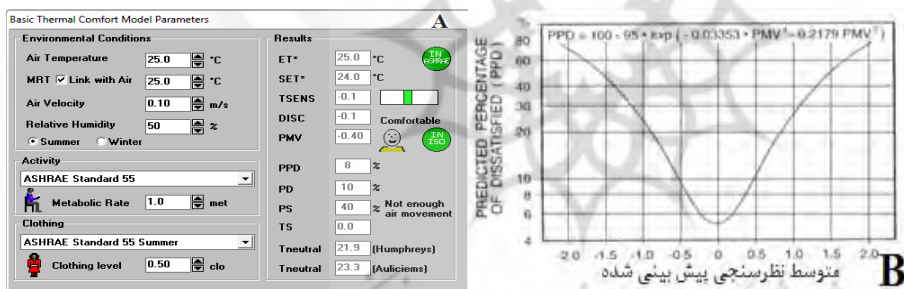 Basic Thermal Comfort Model Parameters
A
Environmental Conditions
Air Temperature 25.0 °C
MRT Link with Air 25.0 °C
Air Velocity 0.10 m/s
Relative Humidity 50 %
Summer Winter
Activity
ASHRAE Standard 55
Metabolic Rate 1.0 met
Clothing
ASHRAE Standard 55 Summer
Clothing level 0.50 clo
Results
ET* 25.0 °C
IN ASHRAE
SET* 24.0 °C
TSENS -0.1
DISC -0.1 Comfortable
PMV -0.40
IN ISO
PPD 8 %
PD 10 %
PS 40 % Not enough air movement
TS 0.0
Tneutral 21.9 (Humphreys)
Tneutral 23.3 (Auliciems)
PPD = 100 - 95 * exp ( - 0.03353 * PMV⁴ - 0.2179 PMV²)
PREDICTED PERCENTAGE
OF DISSATISFIED (PPD)
80
60
40
30
20
10
8
6
4
2.0 -1.5 -1.0 -0.5 0 0.5 1.0 1.5 2.0
متوسط نظرسنجی پیش بینی شده
B